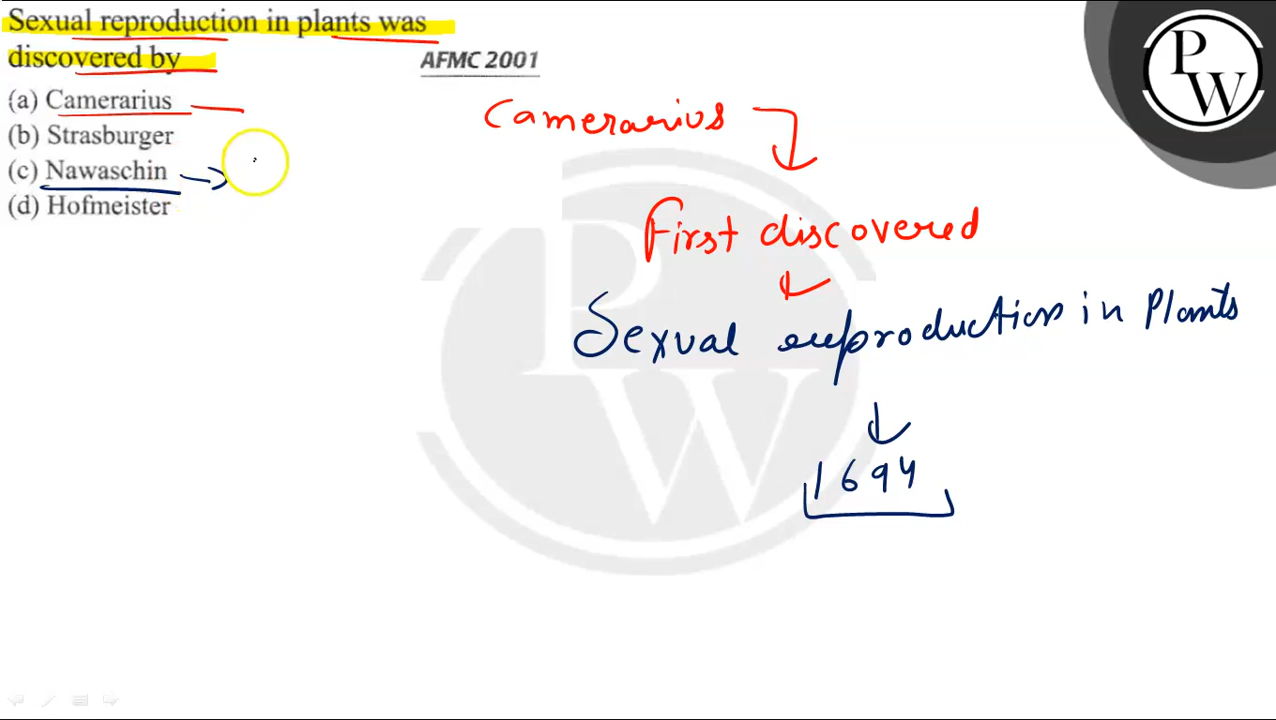 Sexual reproduction in plants was
discovered by
AFMC 2001
(a) Camerarius
(b) Strasburger
(c) Nawaschin
(d) Hofmeister
Camerarius
First discovered
Sexual reproduction in Plants
1694
P
W
P
W